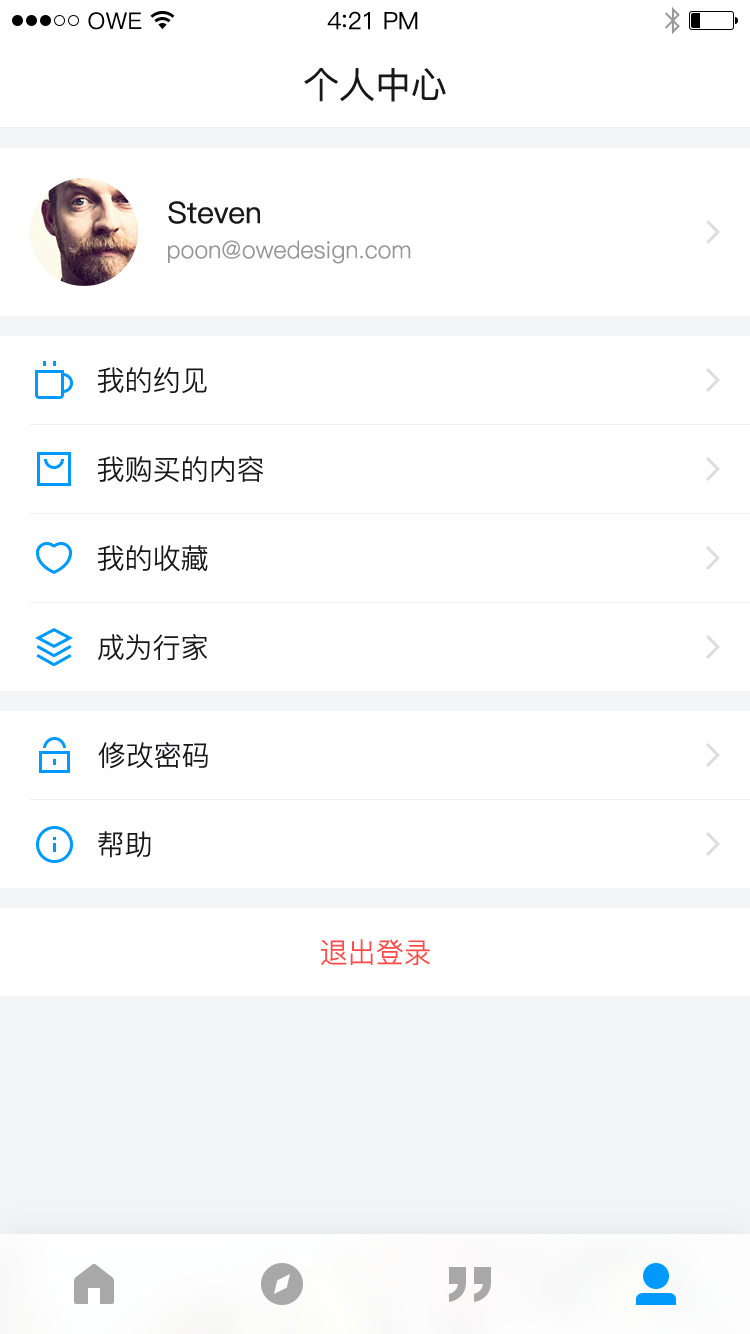 OWE 4:21 PM
个人中心
Steven
poon@owedesign.com
我的约见
我购买的内容
我的收藏
成为行家
修改密码
帮助
退出登录